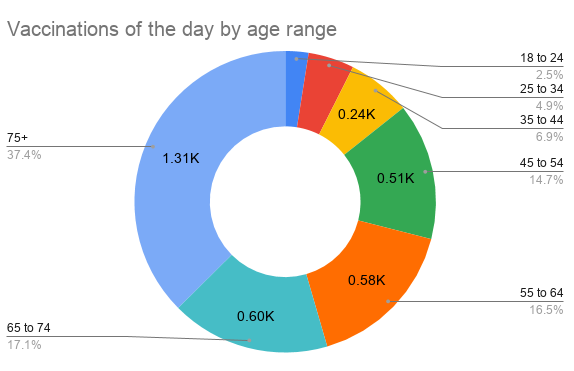 Vaccinations of the day by age range
18 to 24
2.5%
25 to 34
4.9%
35 to 44
6.9%
45 to 54
14.7%
55 to 64
16.5%
65 to 74
17.1%
75+
37.4%
0.24K
0.51K
0.58K
0.60K
1.31K